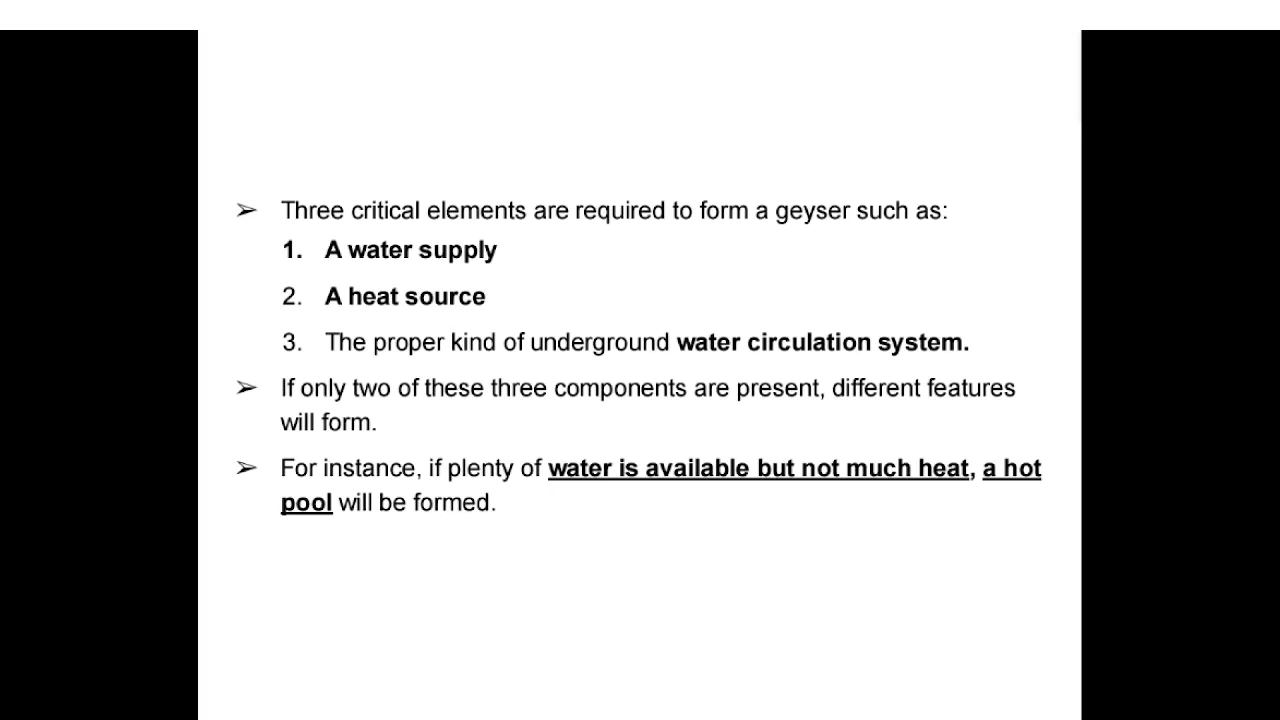 ➢ Three critical elements are required to form a geyser such as:
1. A water supply
2. A heat source
3. The proper kind of underground water circulation system.
➢ If only two of these three components are present, different features
will form.
➢ For instance, if plenty of water is available but not much heat, a hot
pool will be formed.